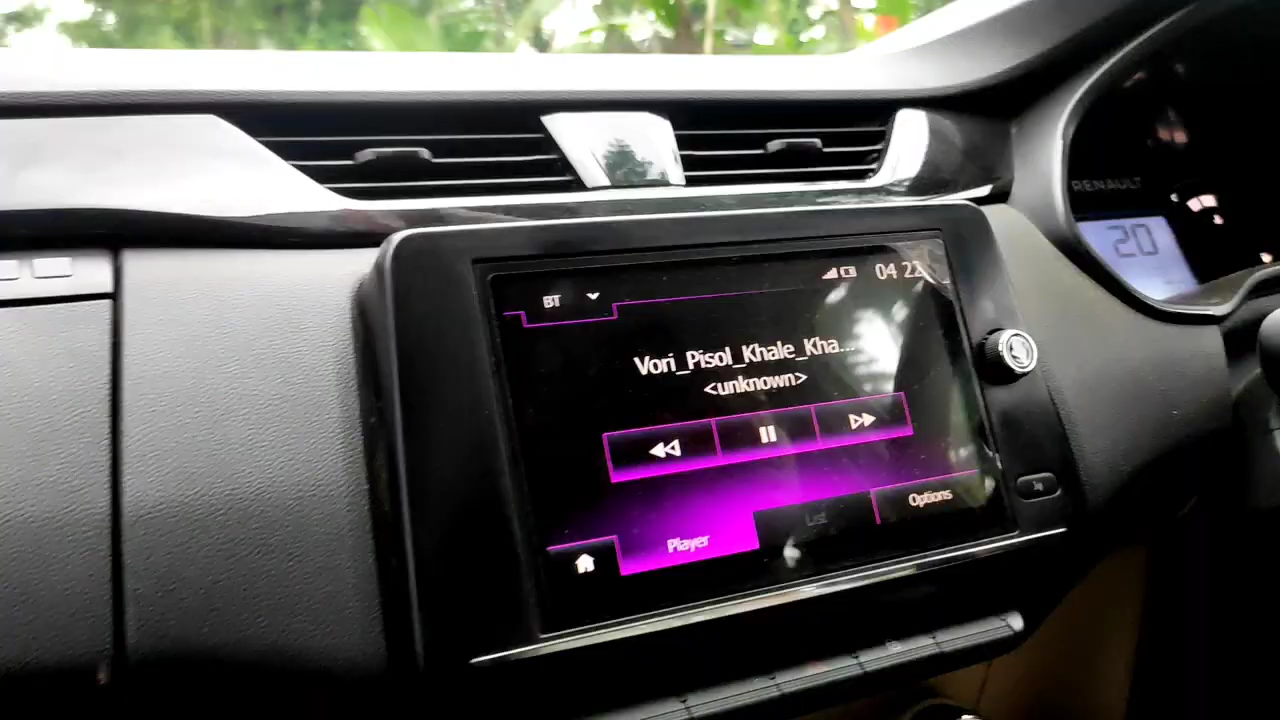 RENAULT
20
BT
04 22
Vori_Pisol_Khale_Kha...
<unknown>
Player
List
Options